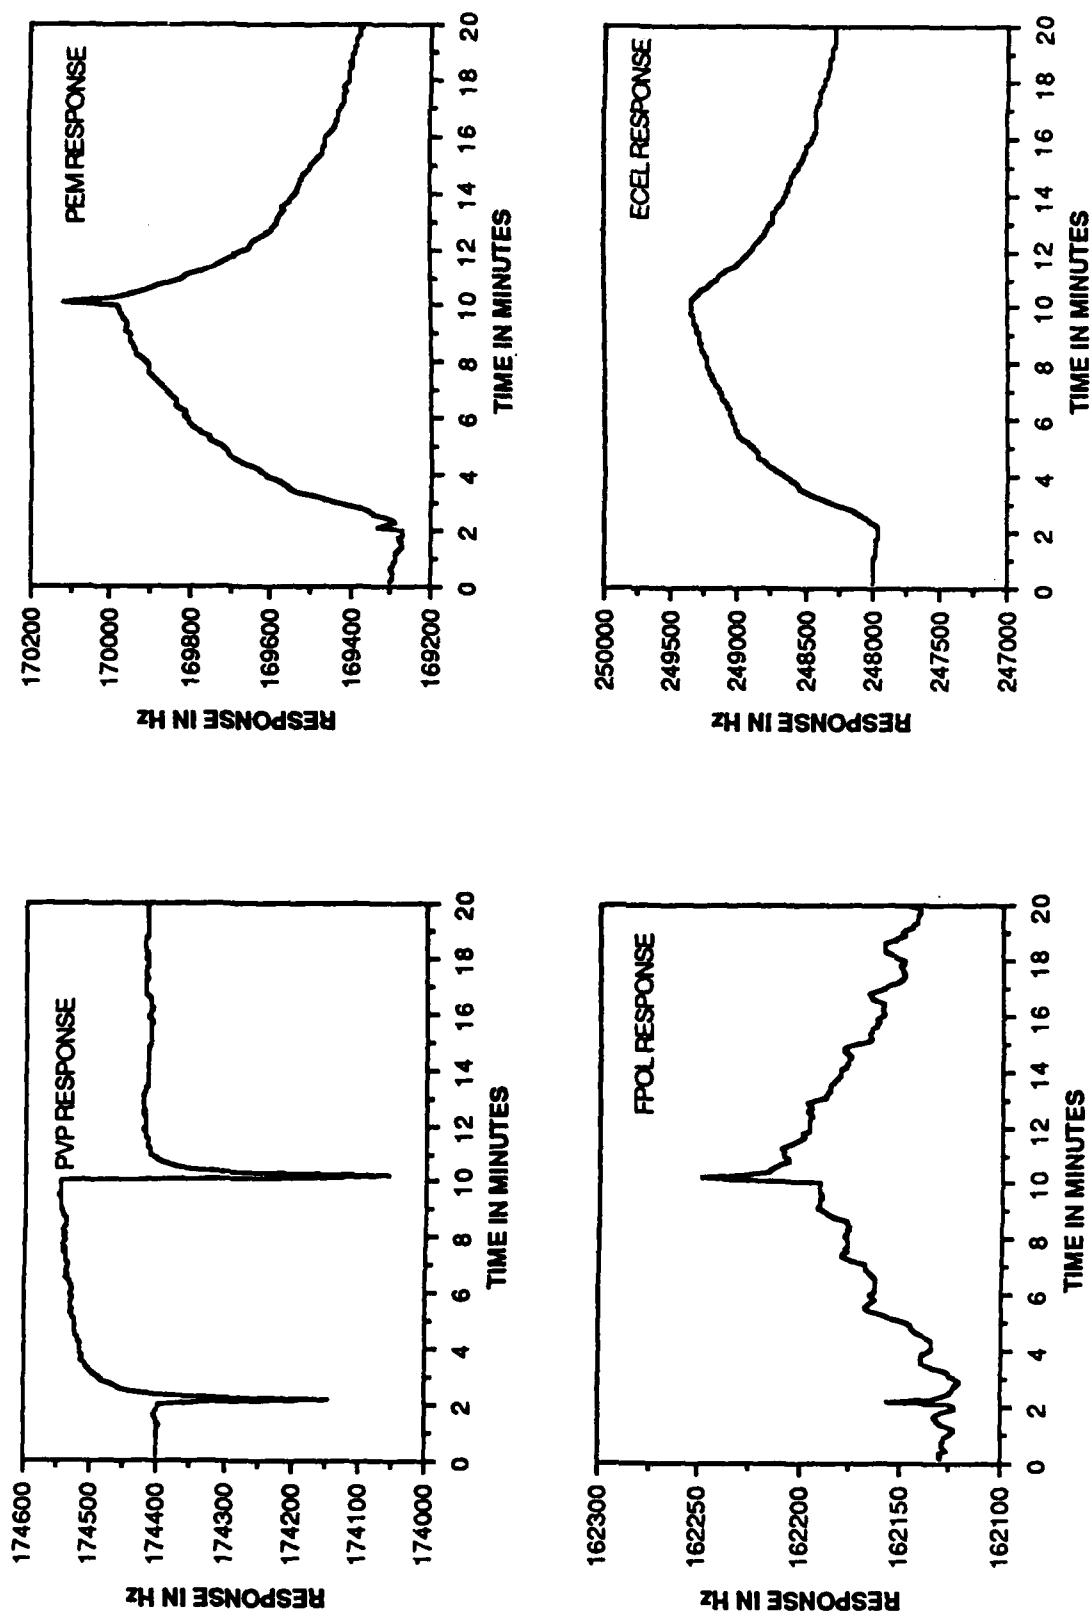 RESPONSE IN Hz
174600
174500
174400
174300
174200
174100
174000
PVP RESPONSE
0 2 4 6 8 10 12 14 16 18 20
TIME IN MINUTES
RESPONSE IN Hz
170200
170000
169800
169600
169400
169200
PEM RESPONSE
0 2 4 6 8 10 12 14 16 18 20
TIME IN MINUTES
RESPONSE IN Hz
162300
162250
162200
162150
162100
FPOL RESPONSE
0 2 4 6 8 10 12 14 16 18 20
TIME IN MINUTES
RESPONSE IN Hz
250000
249500
249000
248500
248000
247500
247000
ECEL RESPONSE
0 2 4 6 8 10 12 14 16 18 20
TIME IN MINUTES